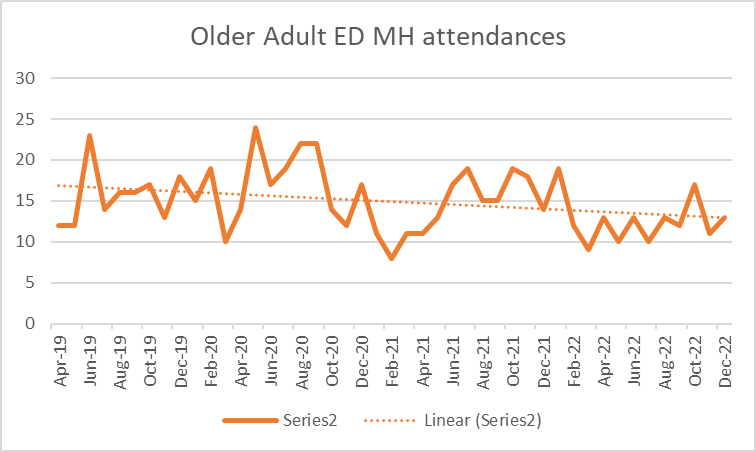 Older Adult ED MH attendances
30
25
20
15
10
5
0
Apr-19
Jun-19
Aug-19
Oct-19
Dec-19
Feb-20
Apr-20
Jun-20
Aug-20
Oct-20
Dec-20
Feb-21
Apr-21
Jun-21
Aug-21
Oct-21
Dec-21
Feb-22
Apr-22
Jun-22
Aug-22
Oct-22
Dec-22
Series2 Linear (Series2)